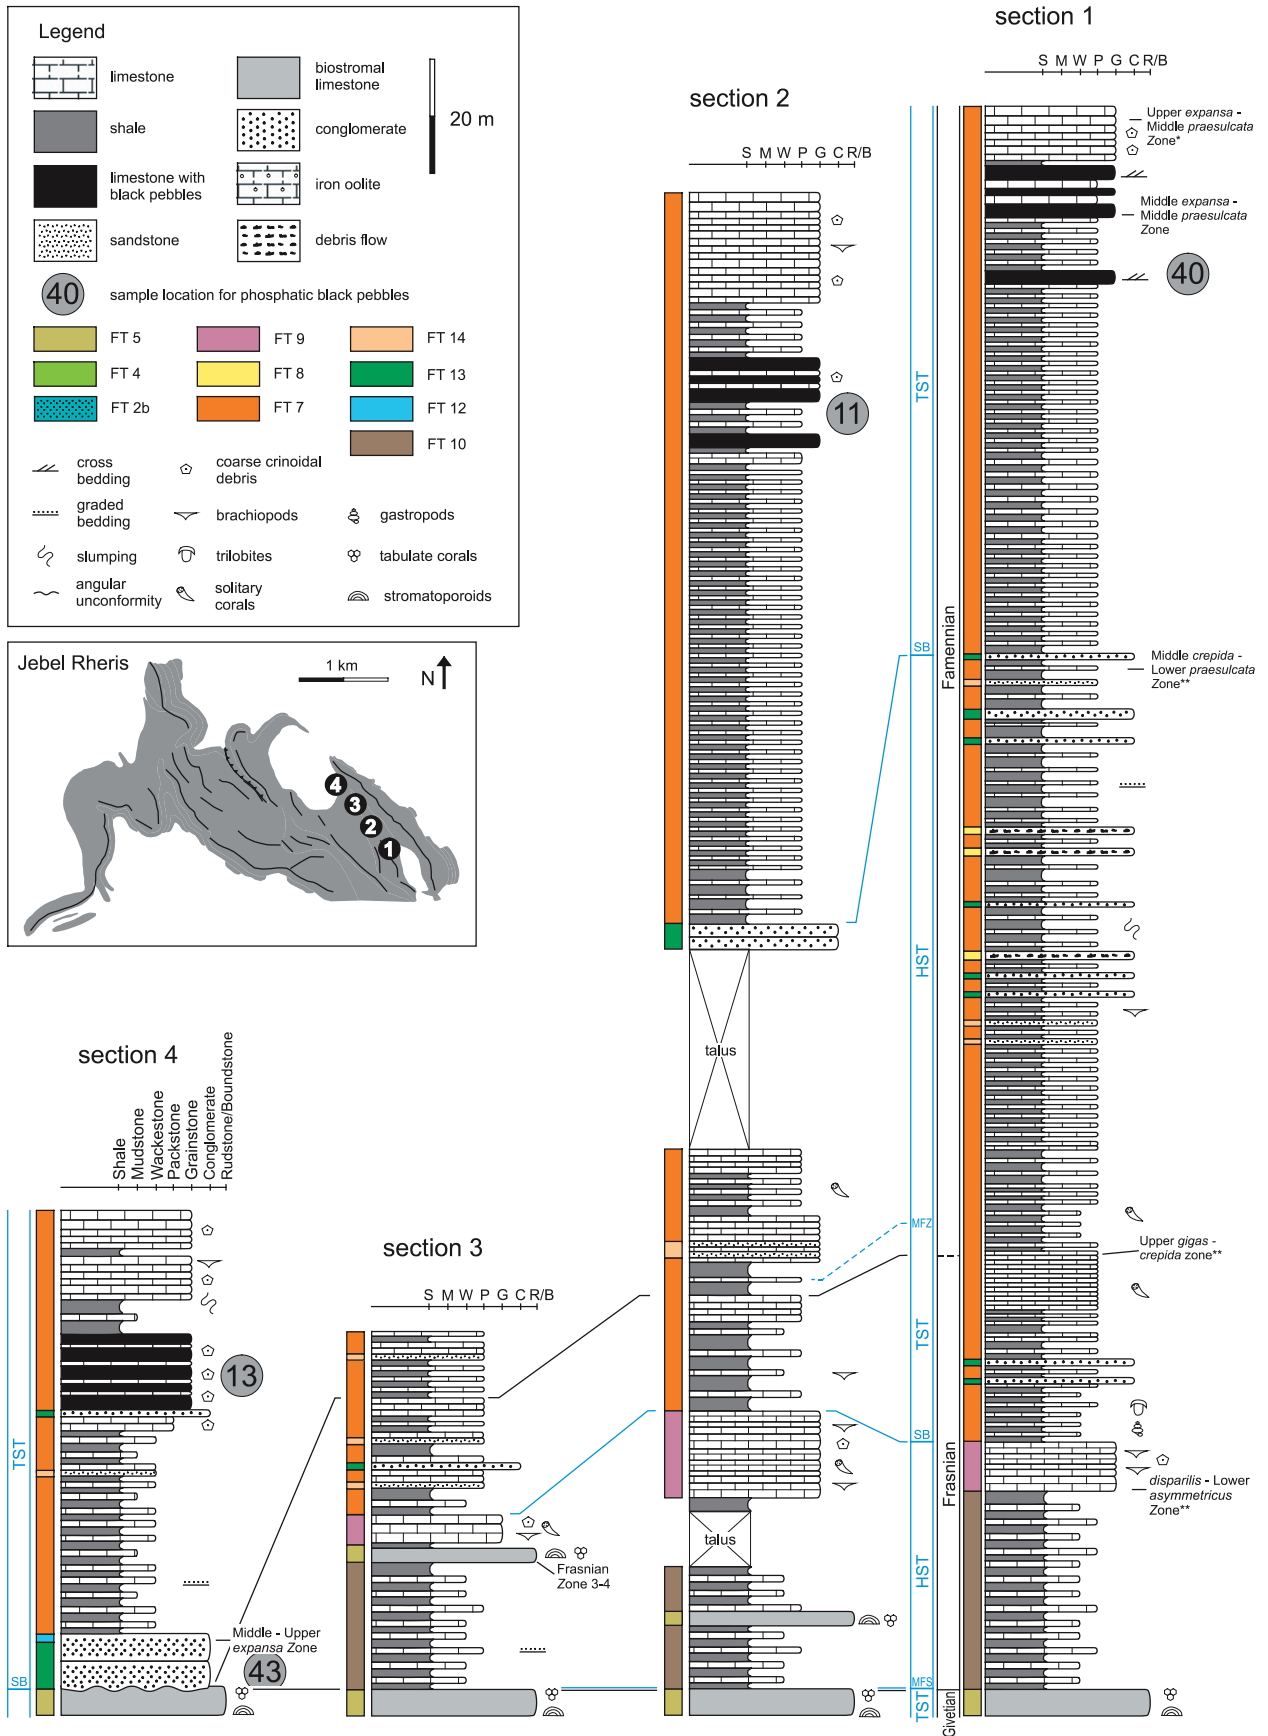 Legend
limestone
biostromal
limestone
shale
conglomerate
20 m
limestone with
black pebbles
iron oolite
sandstone
debris flow
40
sample location for phosphatic black pebbles
FT 5
FT 9
FT 14
FT 4
FT 8
FT 13
FT 2b
FT 7
FT 12
FT 10
cross
bedding
coarse crinoidal
debris
graded
bedding
brachiopods
gastropods
slumping
trilobites
tabulate corals
angular
unconformity
solitary
corals
stromatoporoids
Jebel Rheris
1 km
N
4
3
2
1
section 4
Shale
Mudstone
Wackestone
Packstone
Grainstone
Conglomerate
Rudstone/Boundstone
TST
SB
13
Middle - Upper
expansa Zone
43
section 3
S M W P G C R/B
Frasnian
Zone 3-4
section 2
S M W P G C R/B
11
talus
talus
section 1
S M W P G C R/B
TST
SB
HST
MFZ
TST
SB
HST
MFS
TST
Famennian
Frasnian
Givetian
Upper expansa -
Middle praesulcata
Zone*
Middle expansa -
Middle praesulcata
Zone
40
Middle crepida -
Lower praesulcata
Zone**
Upper gigas -
crepida zone**
disparilis - Lower
asymmetricus
Zone**